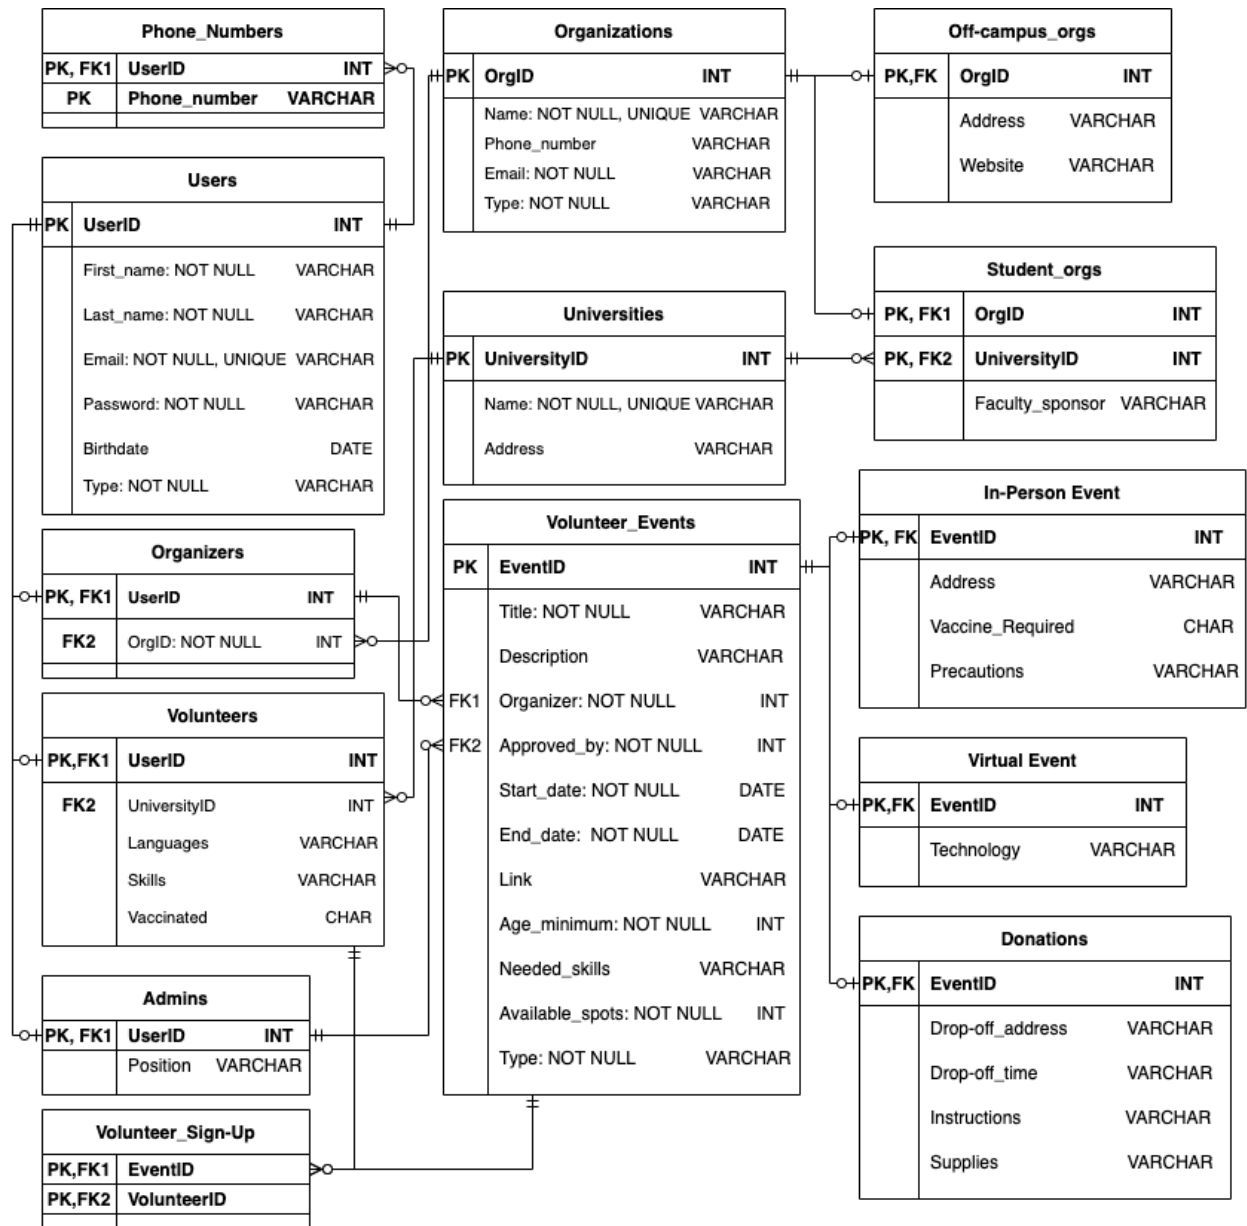 Phone_Numbers
PK, FK1 UserID INT
PK Phone_number VARCHAR
Users
PK UserID INT
First_name: NOT NULL VARCHAR
Last_name: NOT NULL VARCHAR
Email: NOT NULL, UNIQUE VARCHAR
Password: NOT NULL VARCHAR
Birthdate DATE
Type: NOT NULL VARCHAR
Organizers
PK, FK1 UserID INT
FK2 OrgID: NOT NULL INT
Volunteers
PK,FK1 UserID INT
FK2 UniversityID INT
Languages VARCHAR
Skills VARCHAR
Vaccinated CHAR
Admins
PK, FK1 UserID INT
Position VARCHAR
Volunteer_Sign-Up
PK,FK1 EventID
PK,FK2 VolunteerID
Organizations
PK OrgID INT
Name: NOT NULL, UNIQUE VARCHAR
Phone_number VARCHAR
Email: NOT NULL VARCHAR
Type: NOT NULL VARCHAR
Universities
PK UniversityID INT
Name: NOT NULL, UNIQUE VARCHAR
Address VARCHAR
Volunteer_Events
PK EventID INT
Title: NOT NULL VARCHAR
Description VARCHAR
FK1 Organizer: NOT NULL INT
FK2 Approved_by: NOT NULL INT
Start_date: NOT NULL DATE
End_date: NOT NULL DATE
Link VARCHAR
Age_minimum: NOT NULL INT
Needed_skills VARCHAR
Available_spots: NOT NULL INT
Type: NOT NULL VARCHAR
Off-campus_orgs
PK,FK OrgID INT
Address VARCHAR
Website VARCHAR
Student_orgs
PK, FK1 OrgID INT
PK, FK2 UniversityID INT
Faculty_sponsor VARCHAR
In-Person Event
PK, FK EventID INT
Address VARCHAR
Vaccine_Required CHAR
Precautions VARCHAR
Virtual Event
PK,FK EventID INT
Technology VARCHAR
Donations
PK,FK EventID INT
Drop-off_address VARCHAR
Drop-off_time VARCHAR
Instructions VARCHAR
Supplies VARCHAR